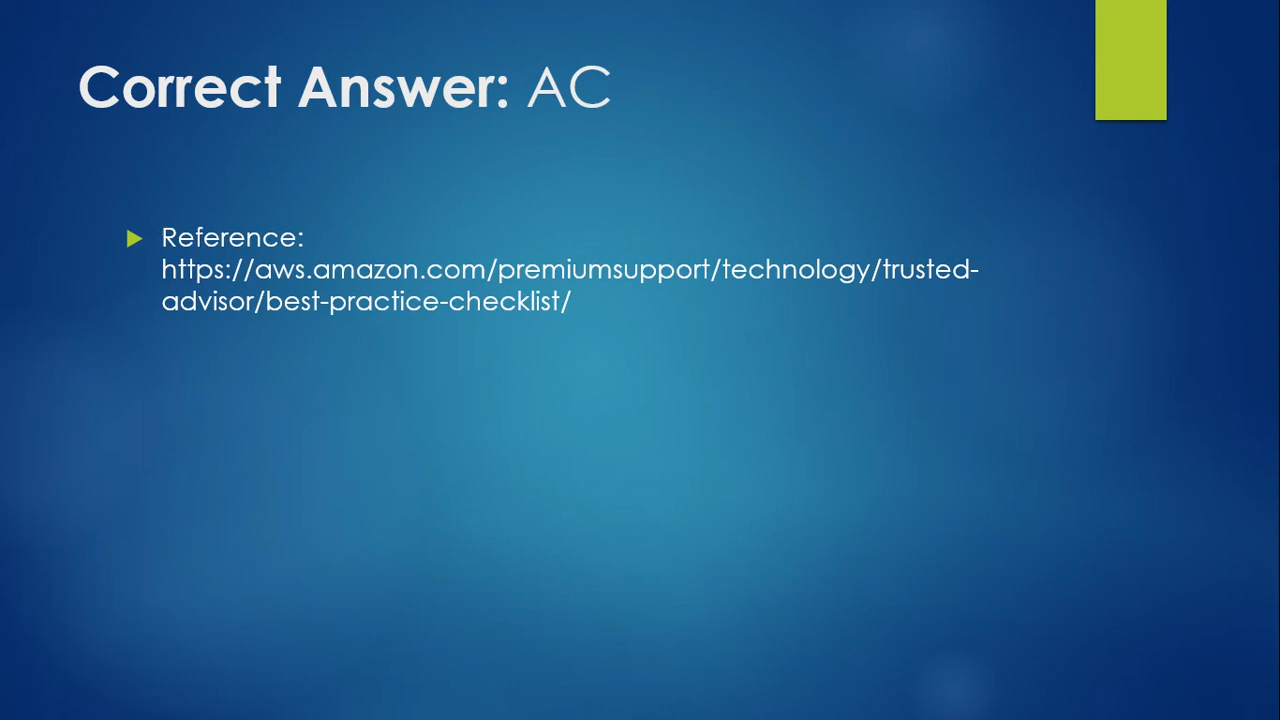 Correct Answer: AC
Reference:
https://aws.amazon.com/premiumsupport/technology/trusted-
advisor/best-practice-checklist/